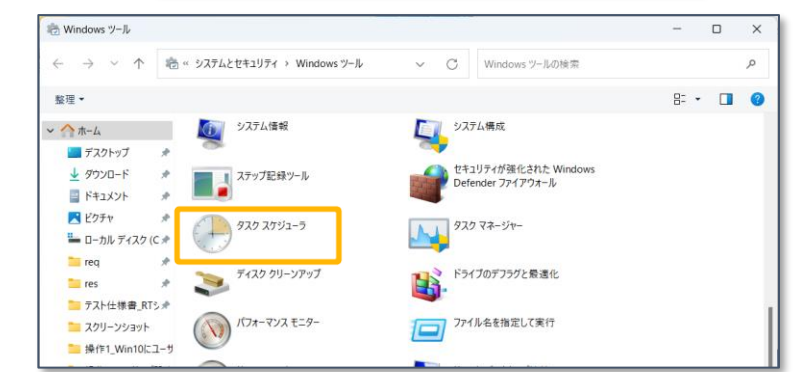 Windows ツール
« システムとセキュリティ › Windows ツール
Windows ツールの検索
整理
ホーム
デスクトップ
ダウンロード
ドキュメント
ピクチャ
ローカル ディスク (C
req
res
テスト仕様書_RTS
スクリーンショット
操作1_Win10にユーサ
システム情報
システム構成
ステップ記録ツール
セキュリティが強化された Windows
Defender ファイアウォール
タスク スケジューラ
タスク マネージャー
ディスク クリーンアップ
ドライブのデフラグと最適化
パフォーマンス モニター
ファイル名を指定して実行